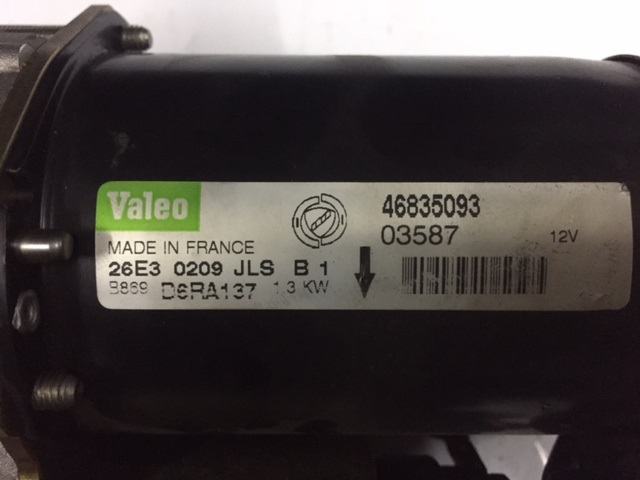 Valeo
MADE IN FRANCE
26E3 0209 JLS B 1
B869 D6RA137 1,3 KW
46835093
03587 12V